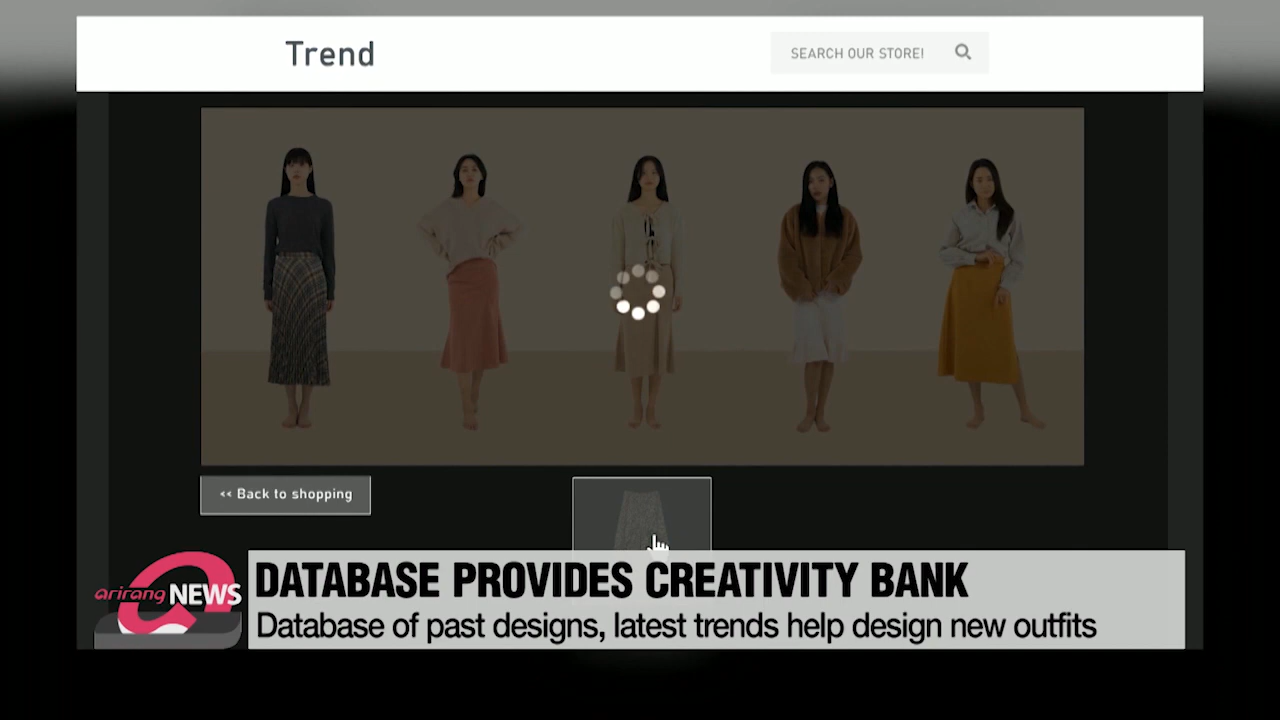 Trend
SEARCH OUR STORE!
<< Back to shopping
arirang NEWS
DATABASE PROVIDES CREATIVITY BANK
Database of past designs, latest trends help design new outfits